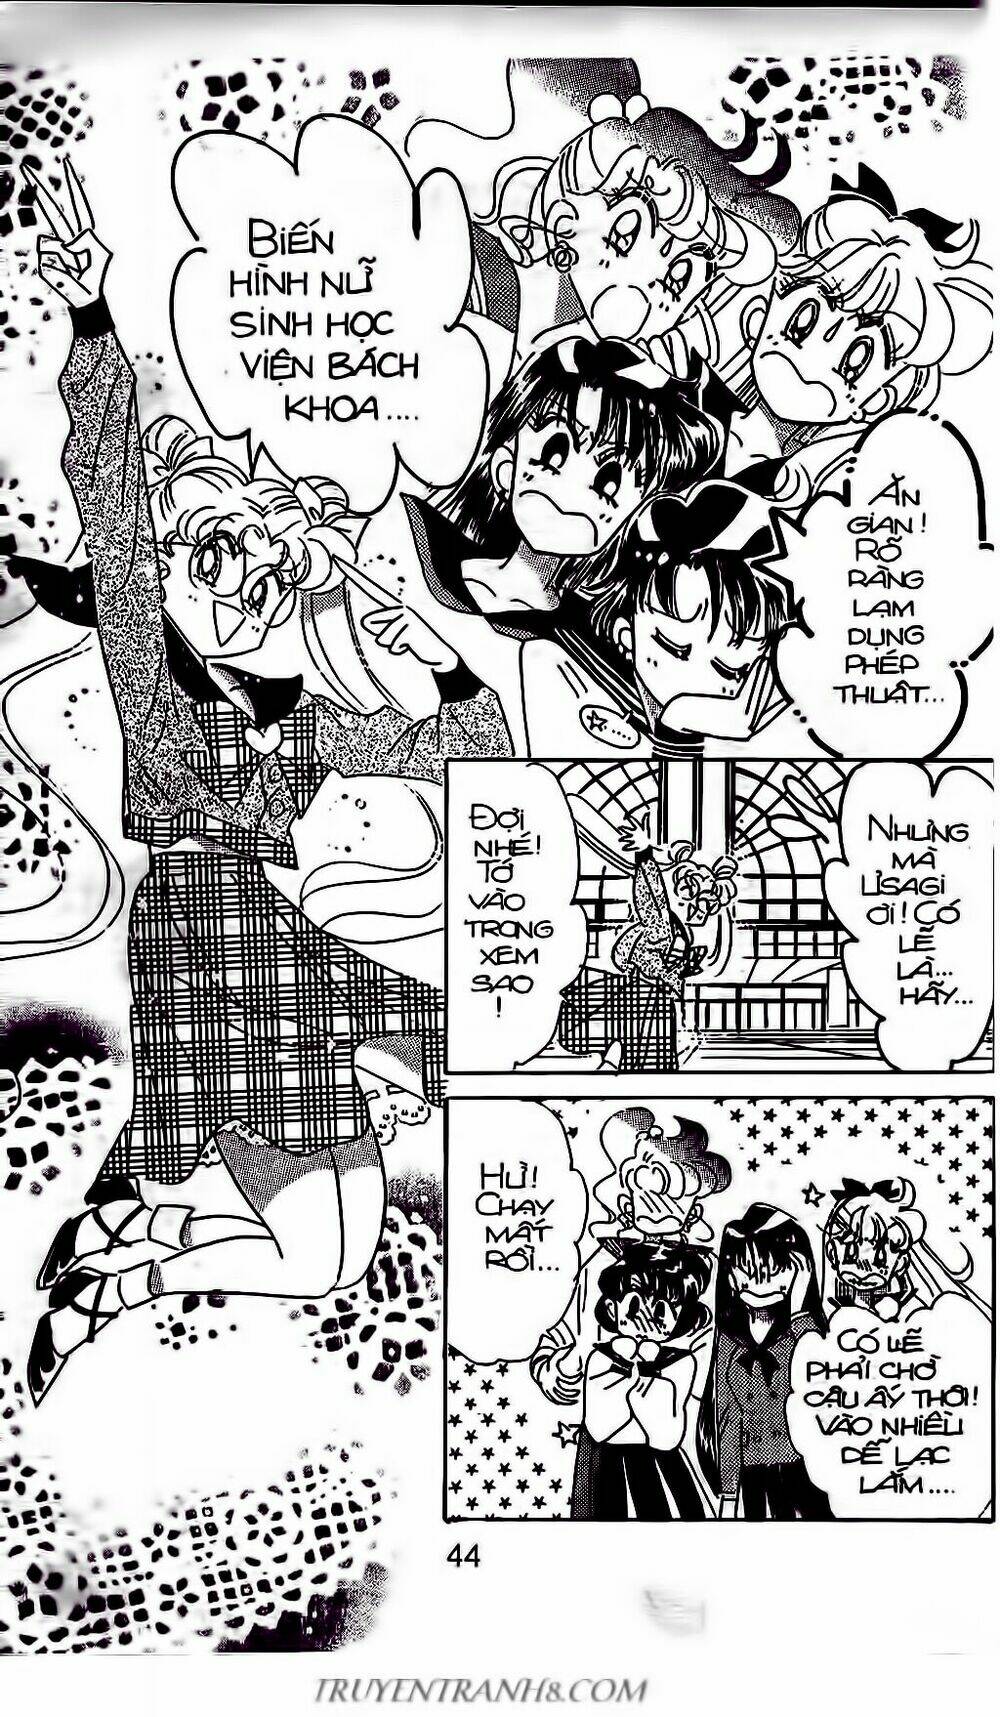 BIẾN
HÌNH NỮ
SINH HỌC
VIỆN BÁCH
KHOA....
ĂN
GIAN!
RÕ
RÀNG
LẠM
DỤNG
PHÉP
THUẬT...
ĐỢI
NHÉ!
TỚ
VÀO
TRONG
XEM
SAO
!
NHƯNG
MÀ
USAGI
ƠI! CÓ
LẼ
LÀ...
HÃY...
HỬ!
CHẠY
MẤT
RỒI...
CÓ LẼ
PHẢI CHỜ
CẬU ẤY THÔI!
VÀO NHIỀU
DỄ LẠC
LẮM....
44
TRUYENTRANH8.COM